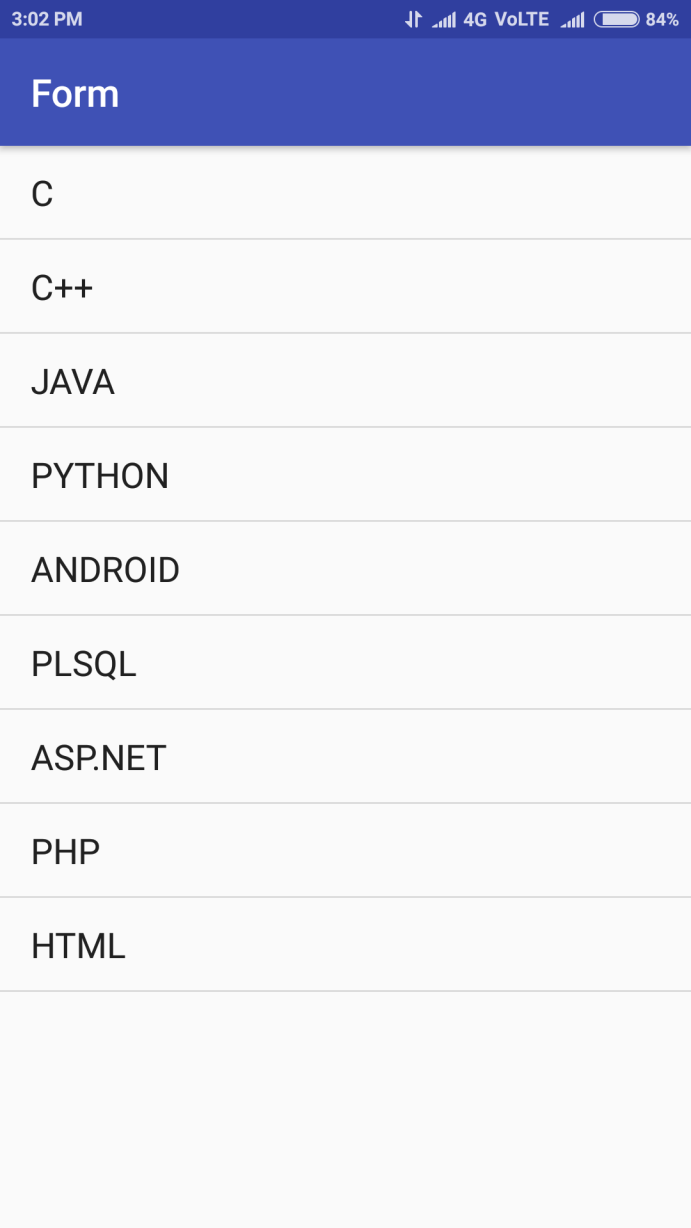 3:02 PM 4G VoLTE 84%
Form
C
C++
JAVA
PYTHON
ANDROID
PLSQL
ASP.NET
PHP
HTML